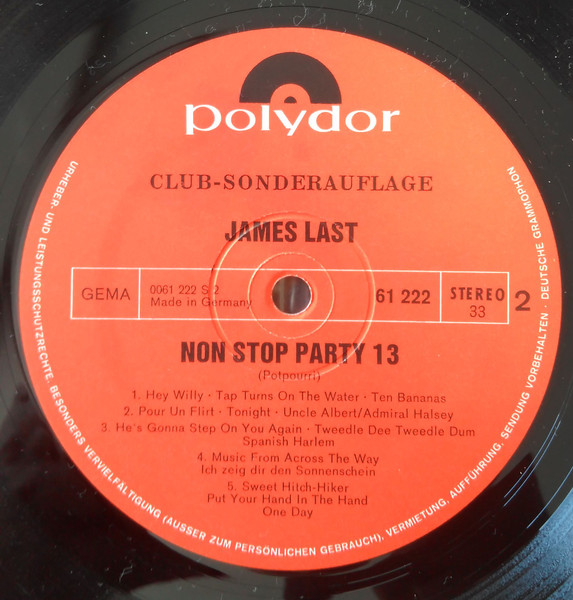 polydor
CLUB-SONDERAUFLAGE
JAMES LAST
GEMA
0061 222 S 2
Made in Germany
61 222
STEREO
33
2
NON STOP PARTY 13
(Potpourri)
1. Hey Willy · Tap Turns On The Water · Ten Bananas
2. Pour Un Flirt · Tonight · Uncle Albert/Admiral Halsey
3. He's Gonna Step On You Again · Tweedle Dee Tweedle Dum
Spanish Harlem
4. Music From Across The Way
Ich zeig dir den Sonnenschein
5. Sweet Hitch-Hiker
Put Your Hand In The Hand
One Day
URHEBER- UND LEISTUNGSSCHUTZRECHTE, BESONDERS VERVIELFÄLTIGUNG (AUSSER ZUM PERSÖNLICHEN GEBRAUCH), VERMIETUNG, AUFFÜHRUNG, SENDUNG VORBEHALTEN · DEUTSCHE GRAMMOPHON